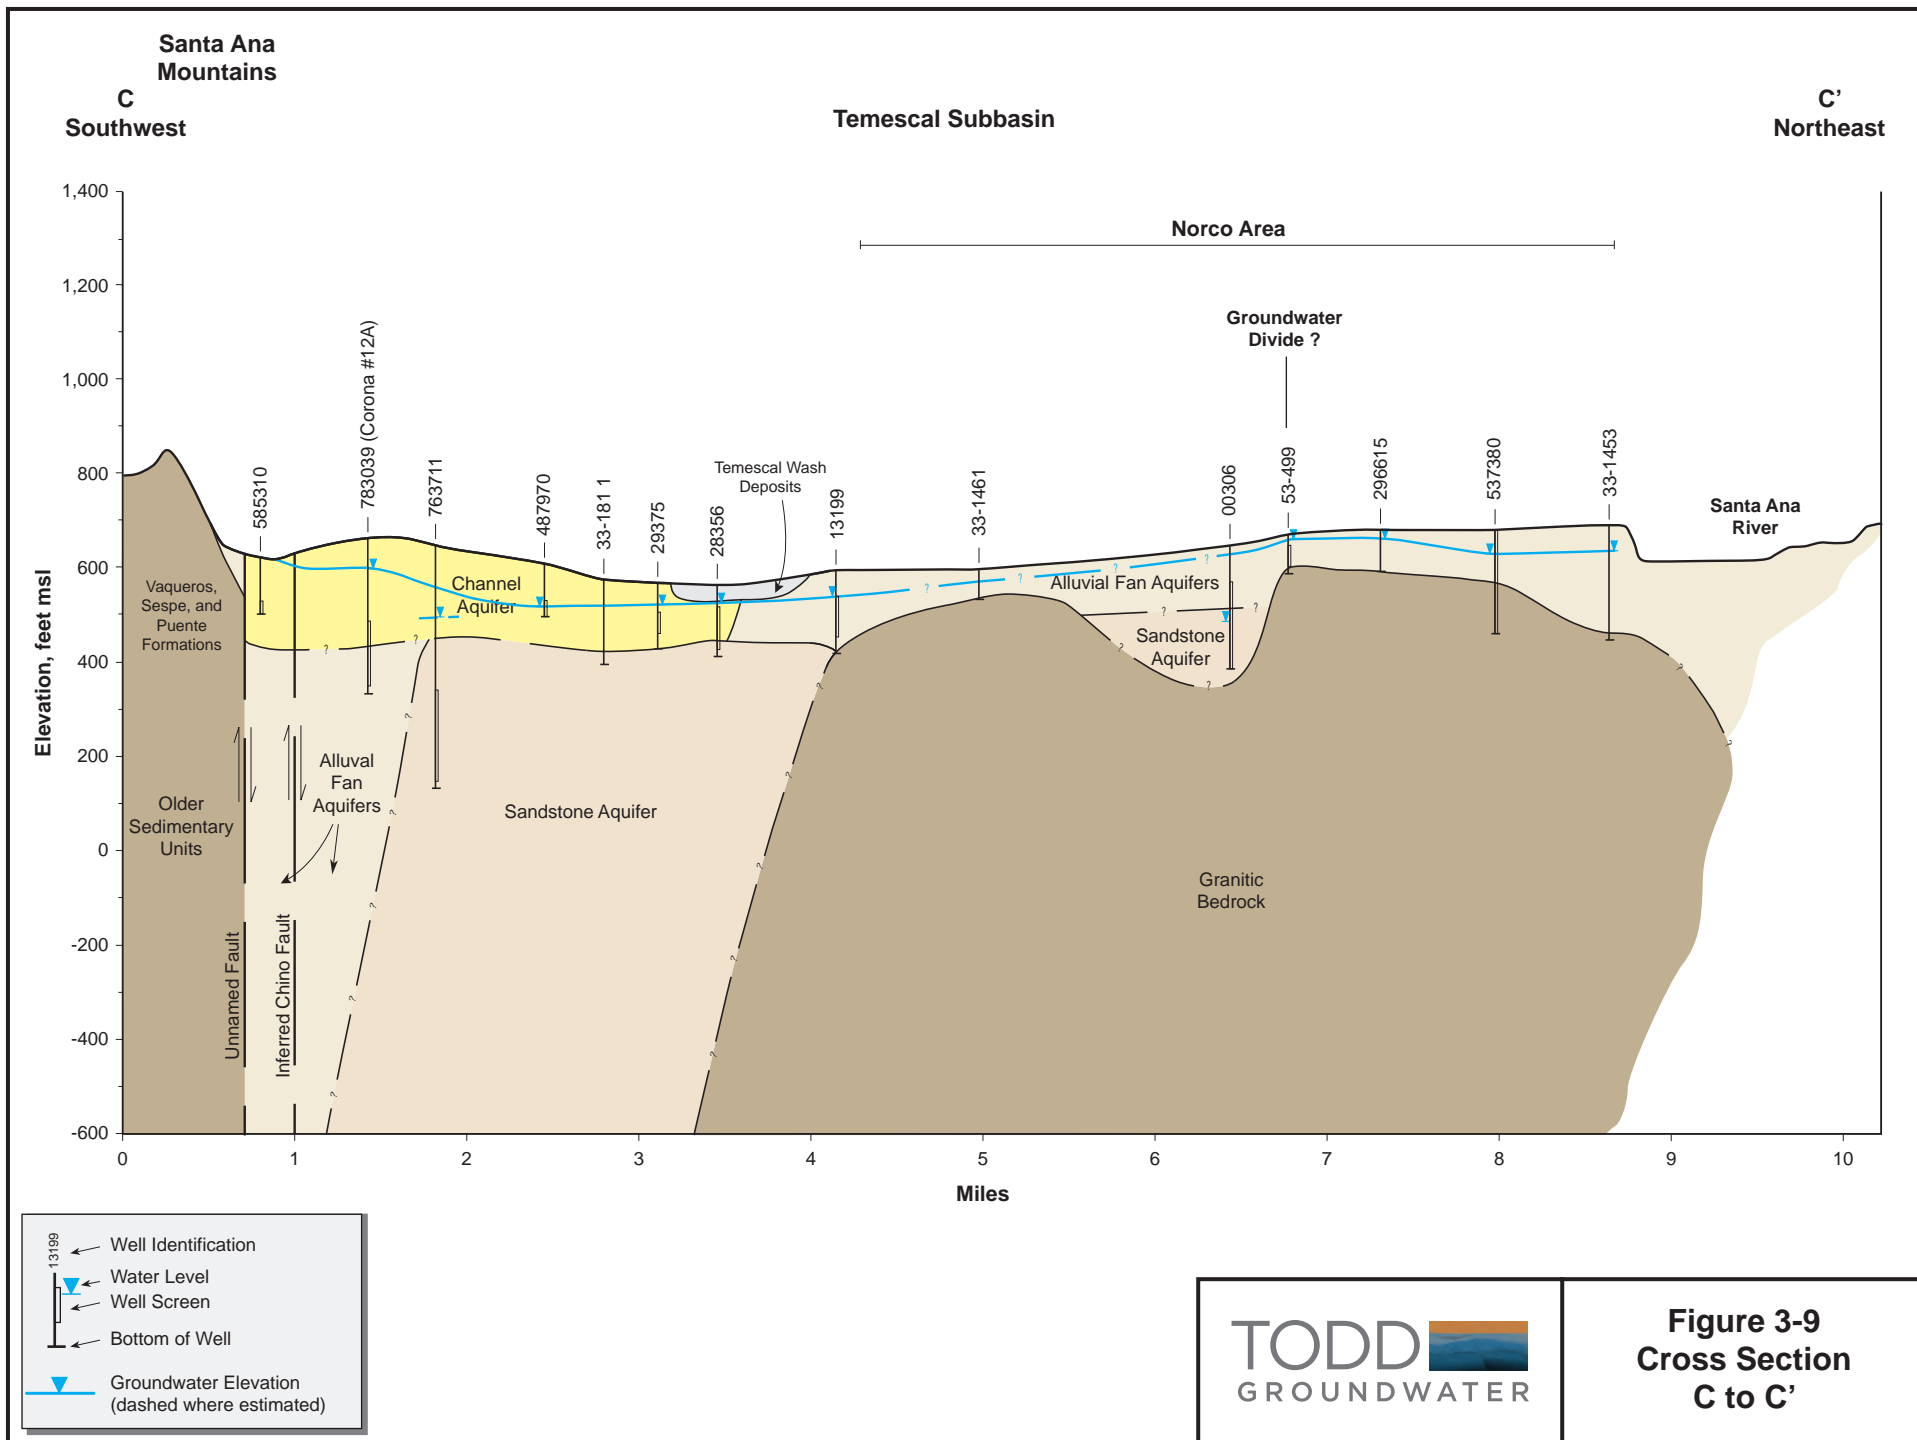 Santa Ana
Mountains
C
Southwest
Temescal Subbasin
C’
Northeast
1,400
1,200
1,000
800
600
400
200
0
-200
-400
-600
Elevation, feet msl
Norco Area
Groundwater
Divide ?
585310
783039 (Corona #12A)
763711
487970
33-181 1
29375
28356
Temescal Wash
Deposits
13199
33-1461
00306
53-499
296615
537380
33-1453
Santa Ana
River
Vaqueros,
Sespe, and
Puente
Formations
Channel
Aquifer
Alluvial Fan Aquifers
Sandstone
Aquifer
Older
Sedimentary
Units
Alluval
Fan
Aquifers
Sandstone Aquifer
Granitic
Bedrock
Unnamed Fault
Inferred Chino Fault
? ? ? ? ? ? ? ? ? ? ? ? ? ? ? ? ? ? ? ? ? ? ? ? ?
0 1 2 3 4 5 6 7 8 9 10
Miles
13199
Well Identification
Water Level
Well Screen
Bottom of Well
Groundwater Elevation
(dashed where estimated)
TODD
GROUNDWATER
Figure 3-9
Cross Section
C to C’